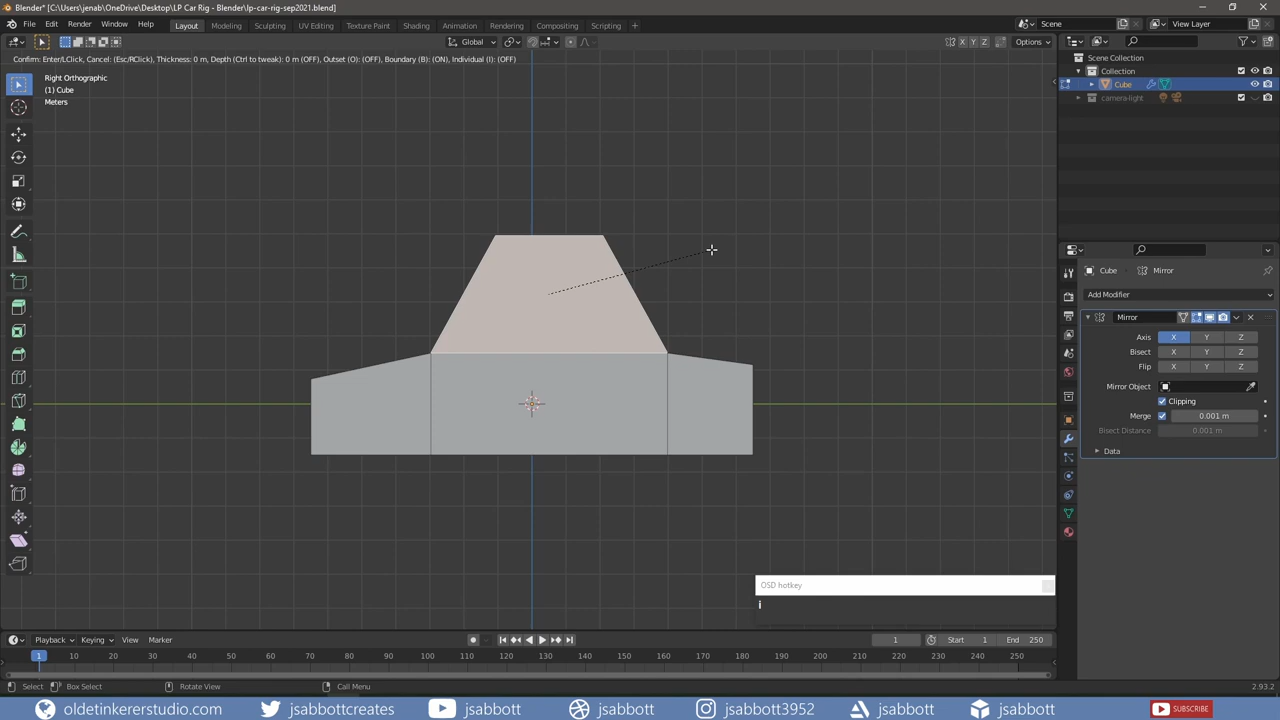 Blender* [C:\Users\jenab\OneDrive\Desktop\LP Car Rig - Blender\lp-car-rig-sep2021.blend]
File Edit Render Window Help Layout Modeling Sculpting UV Editing Texture Paint Shading Animation Rendering Compositing Scripting + Scene View Layer
Global X Y Z Options
Confirm: Enter/LClick, Cancel: (Esc/RClick), Thickness: 0 m, Depth (Ctrl to tweak): 0 m (OFF), Outset (O): (OFF), Boundary (B): (ON), Individual (I): (OFF)
Right Orthographic
(1) Cube
Meters
Scene Collection
Collection
Cube
camera-light
Cube Mirror
Add Modifier
Mirror
Axis X Y Z
Bisect X Y Z
Flip X Y Z
Mirror Object
Clipping
Merge 0.001 m
Bisect Distance 0.001 m
Data
OSD hotkey
i
Playback Keying View Marker 1 Start 1 End 250
1 10 20 30 40 50 60 70 80 90 100 110 120 130 140 150 160 170 180 190 200 210 220 230 240 250
Select Box Select Rotate View Call Menu 2.93.2
oldetinkererstudio.com jsabbottcreates jsabbott jsabbott jsabbott3952 jsabbott jsabbott SUBSCRIBE